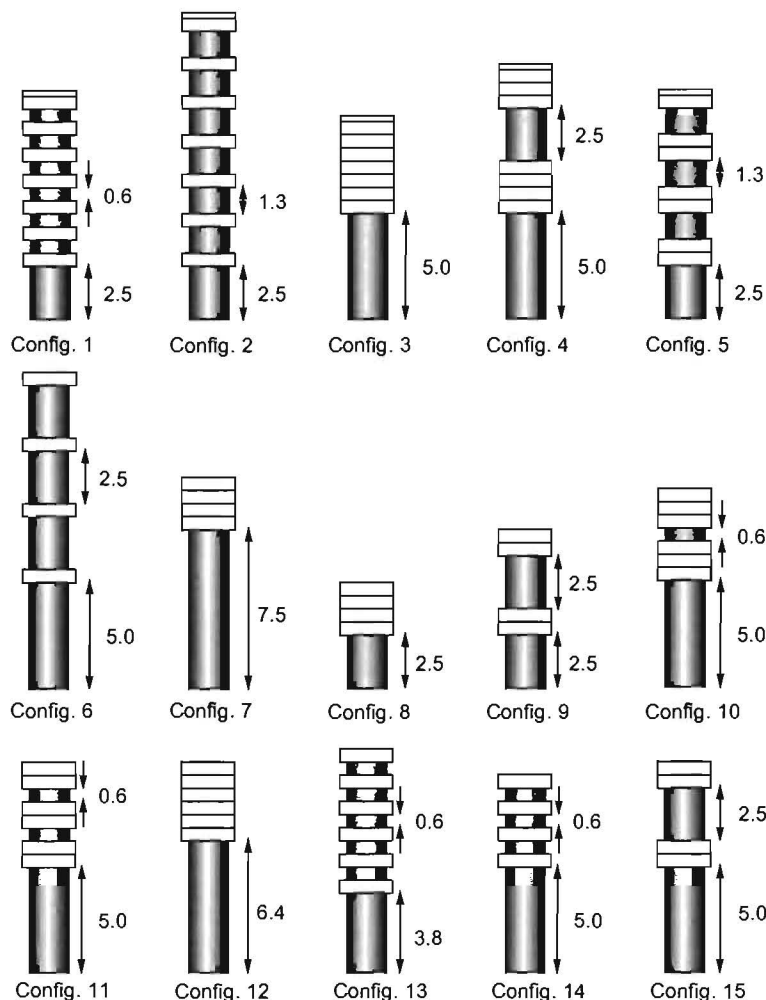 0.6
2.5
Config. 1
1.3
2.5
Config. 2
5.0
Config. 3
2.5
5.0
Config. 4
1.3
2.5
Config. 5
2.5
5.0
Config. 6
7.5
Config. 7
2.5
Config. 8
2.5
2.5
Config. 9
0.6
5.0
Config. 10
0.6
5.0
Config. 11
6.4
Config. 12
0.6
3.8
Config. 13
0.6
5.0
Config. 14
2.5
5.0
Config. 15